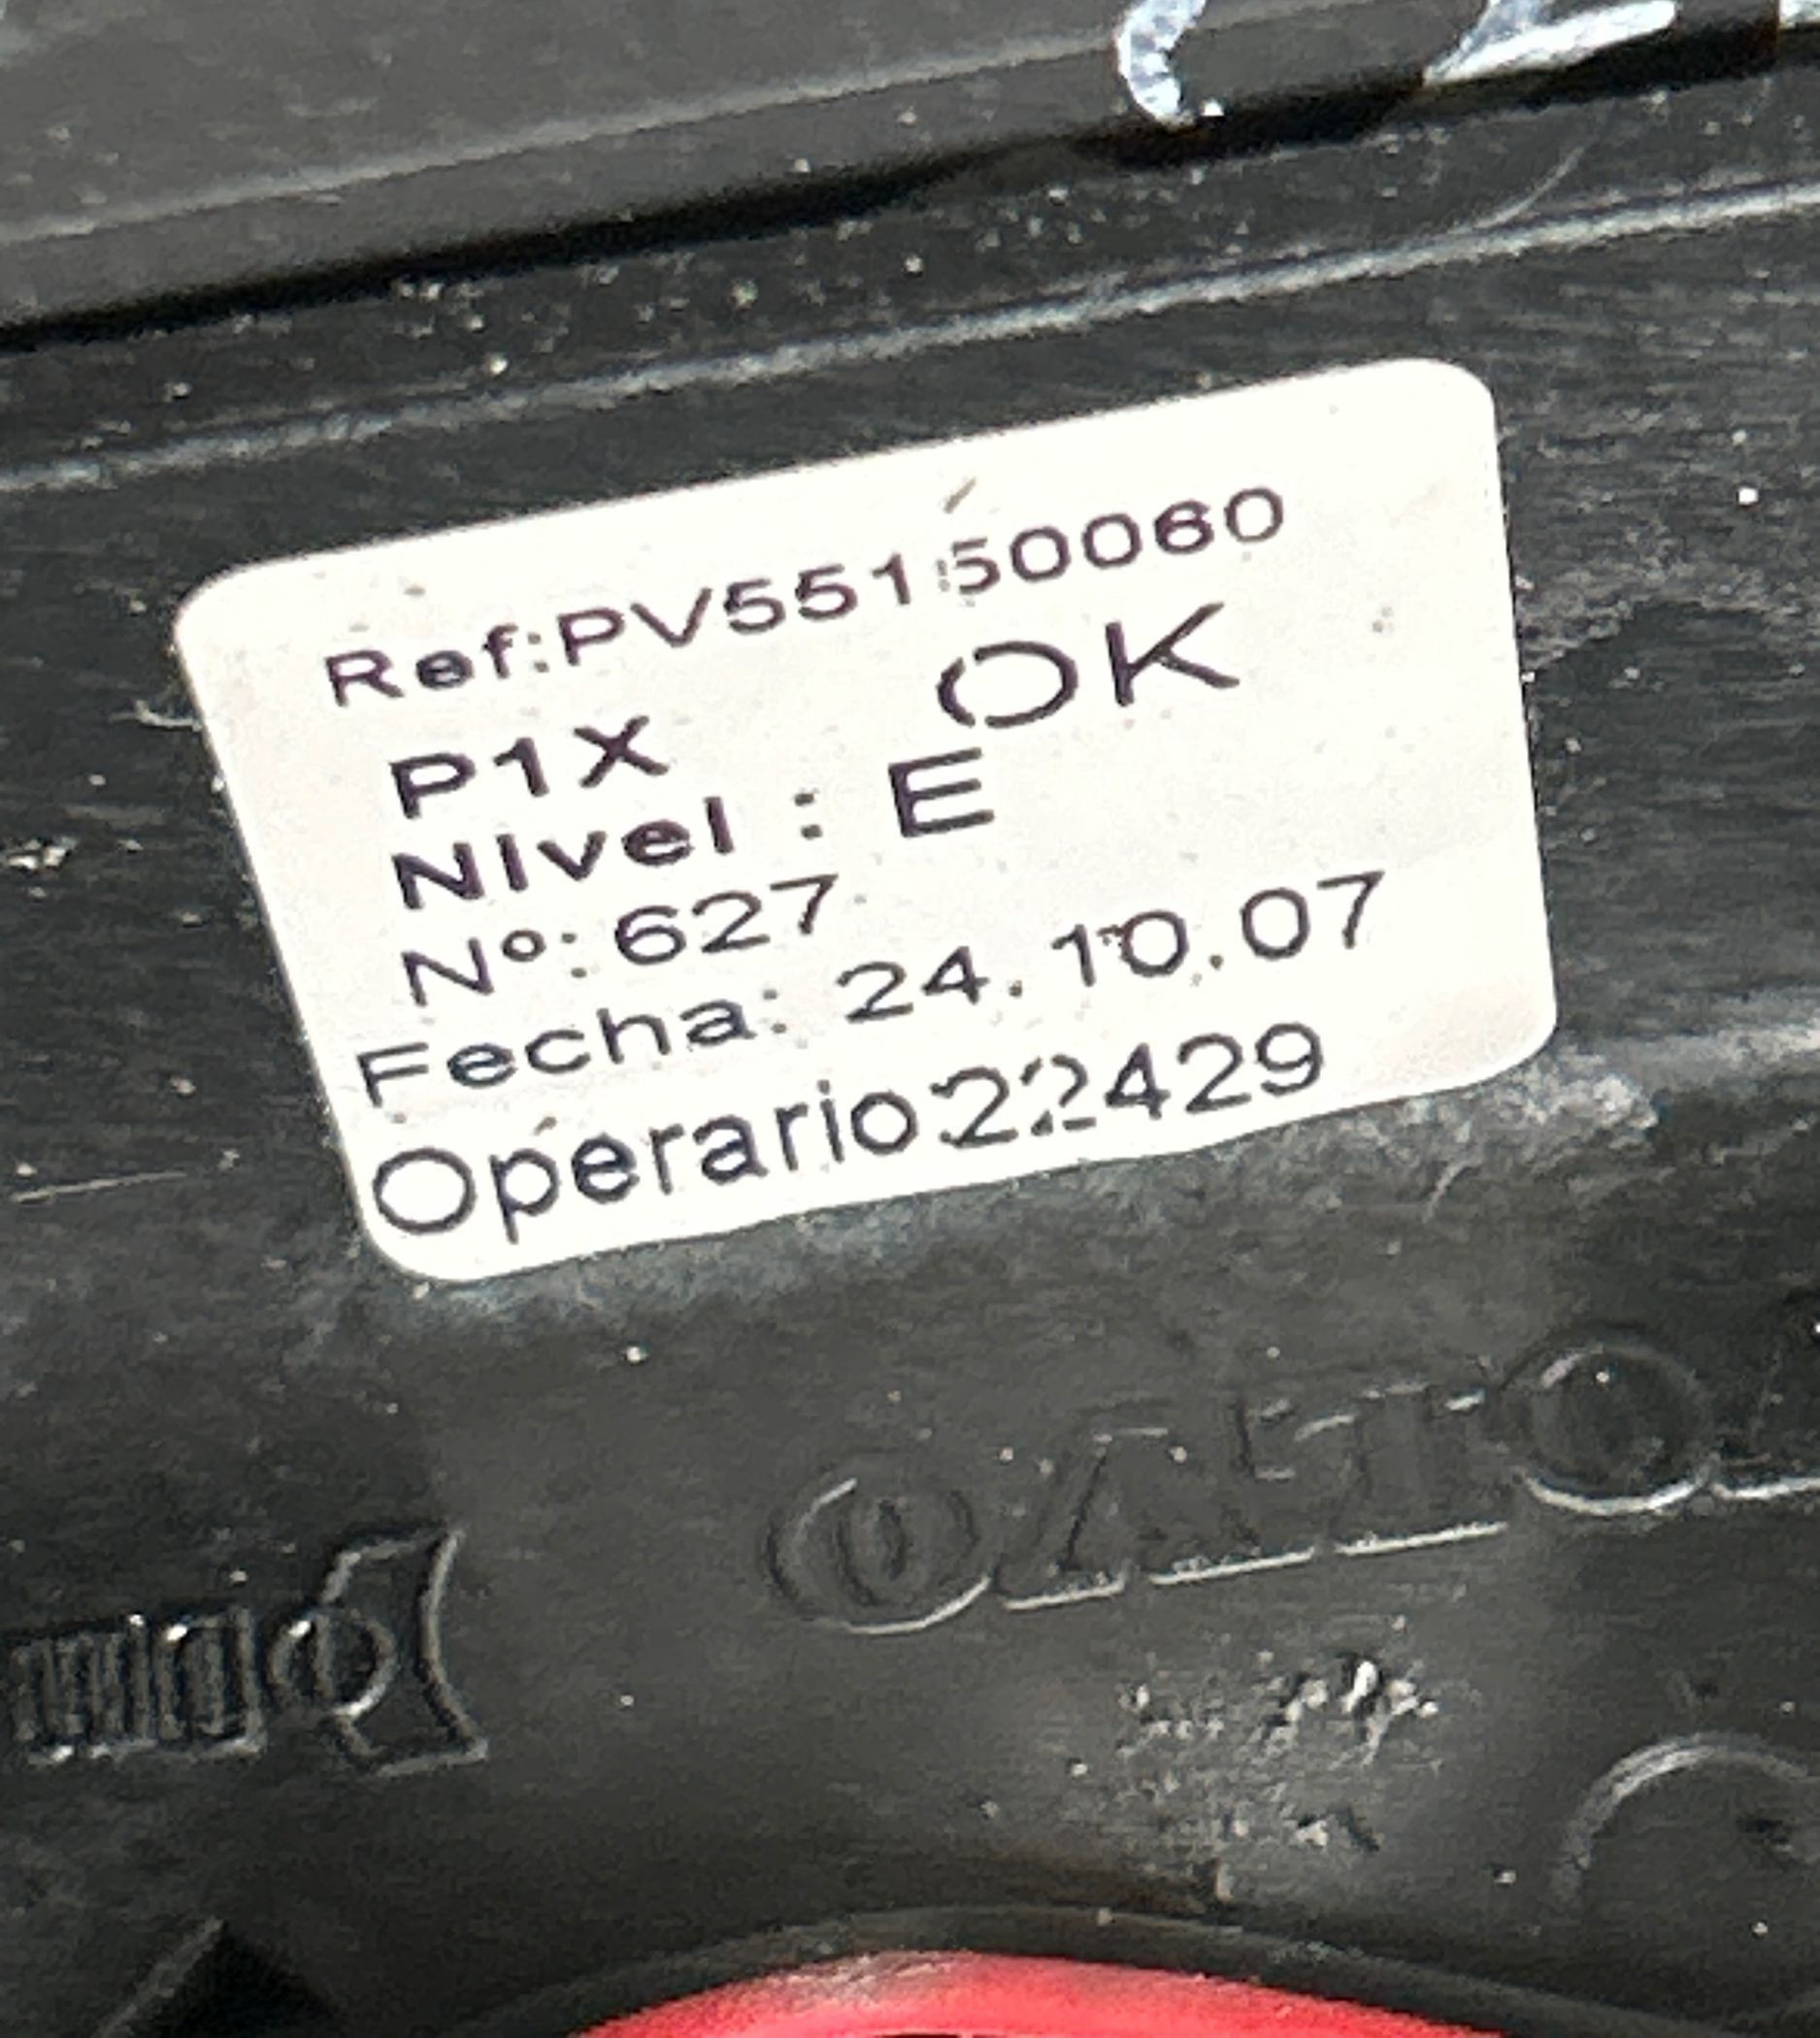 Ref:PV55150060
P1X OK
Nivel : E
Nº: 627
Fecha: 24.10.07
Operario22429